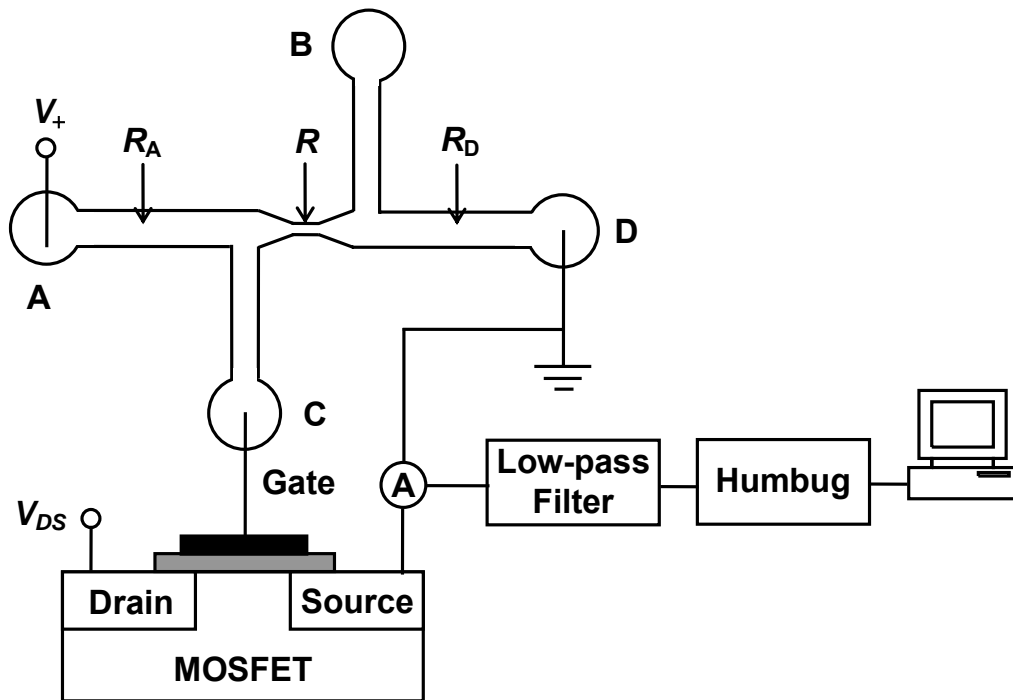 B
V+
RA
R
RD
D
A
C
Gate
A
Low-pass
Filter
Humbug
VDS
Drain
Source
MOSFET